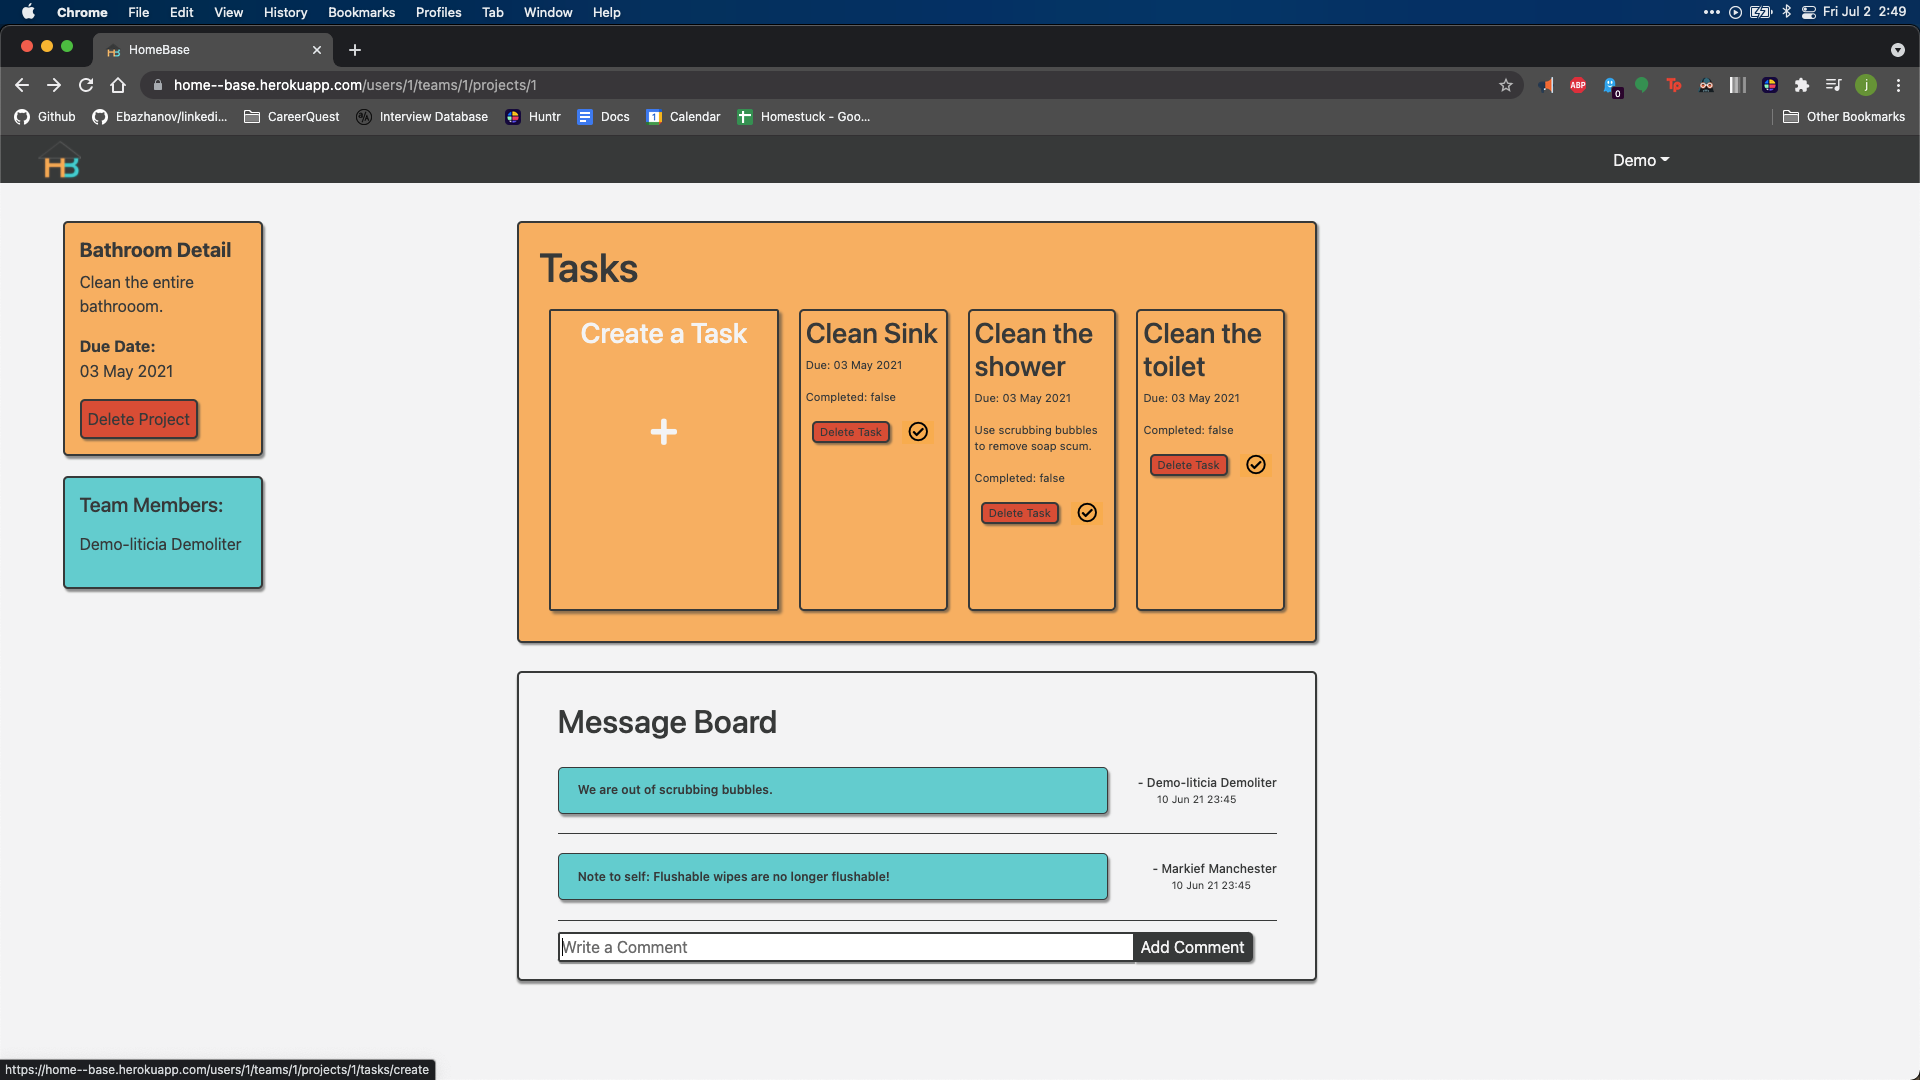 Chrome File Edit View History Bookmarks Profiles Tab Window Help
Fri Jul 2 2:49
HomeBase
home--base.herokuapp.com/users/1/teams/1/projects/1
ABP
0
Tp
j
Github
Ebazhanov/linkedi...
CareerQuest
Interview Database
Huntr
Docs
1
Calendar
Homestuck - Goo...
Other Bookmarks
HB
Demo
Bathroom Detail
Clean the entire
bathrooom.
Due Date:
03 May 2021
Delete Project
Team Members:
Demo-liticia Demoliter
Tasks
Create a Task
Clean Sink
Due: 03 May 2021
Completed: false
Delete Task
Clean the
shower
Due: 03 May 2021
Use scrubbing bubbles
to remove soap scum.
Completed: false
Delete Task
Clean the
toilet
Due: 03 May 2021
Completed: false
Delete Task
Message Board
We are out of scrubbing bubbles.
- Demo-liticia Demoliter
10 Jun 21 23:45
Note to self: Flushable wipes are no longer flushable!
- Markief Manchester
10 Jun 21 23:45
Write a Comment
Add Comment
https://home--base.herokuapp.com/users/1/teams/1/projects/1/tasks/create